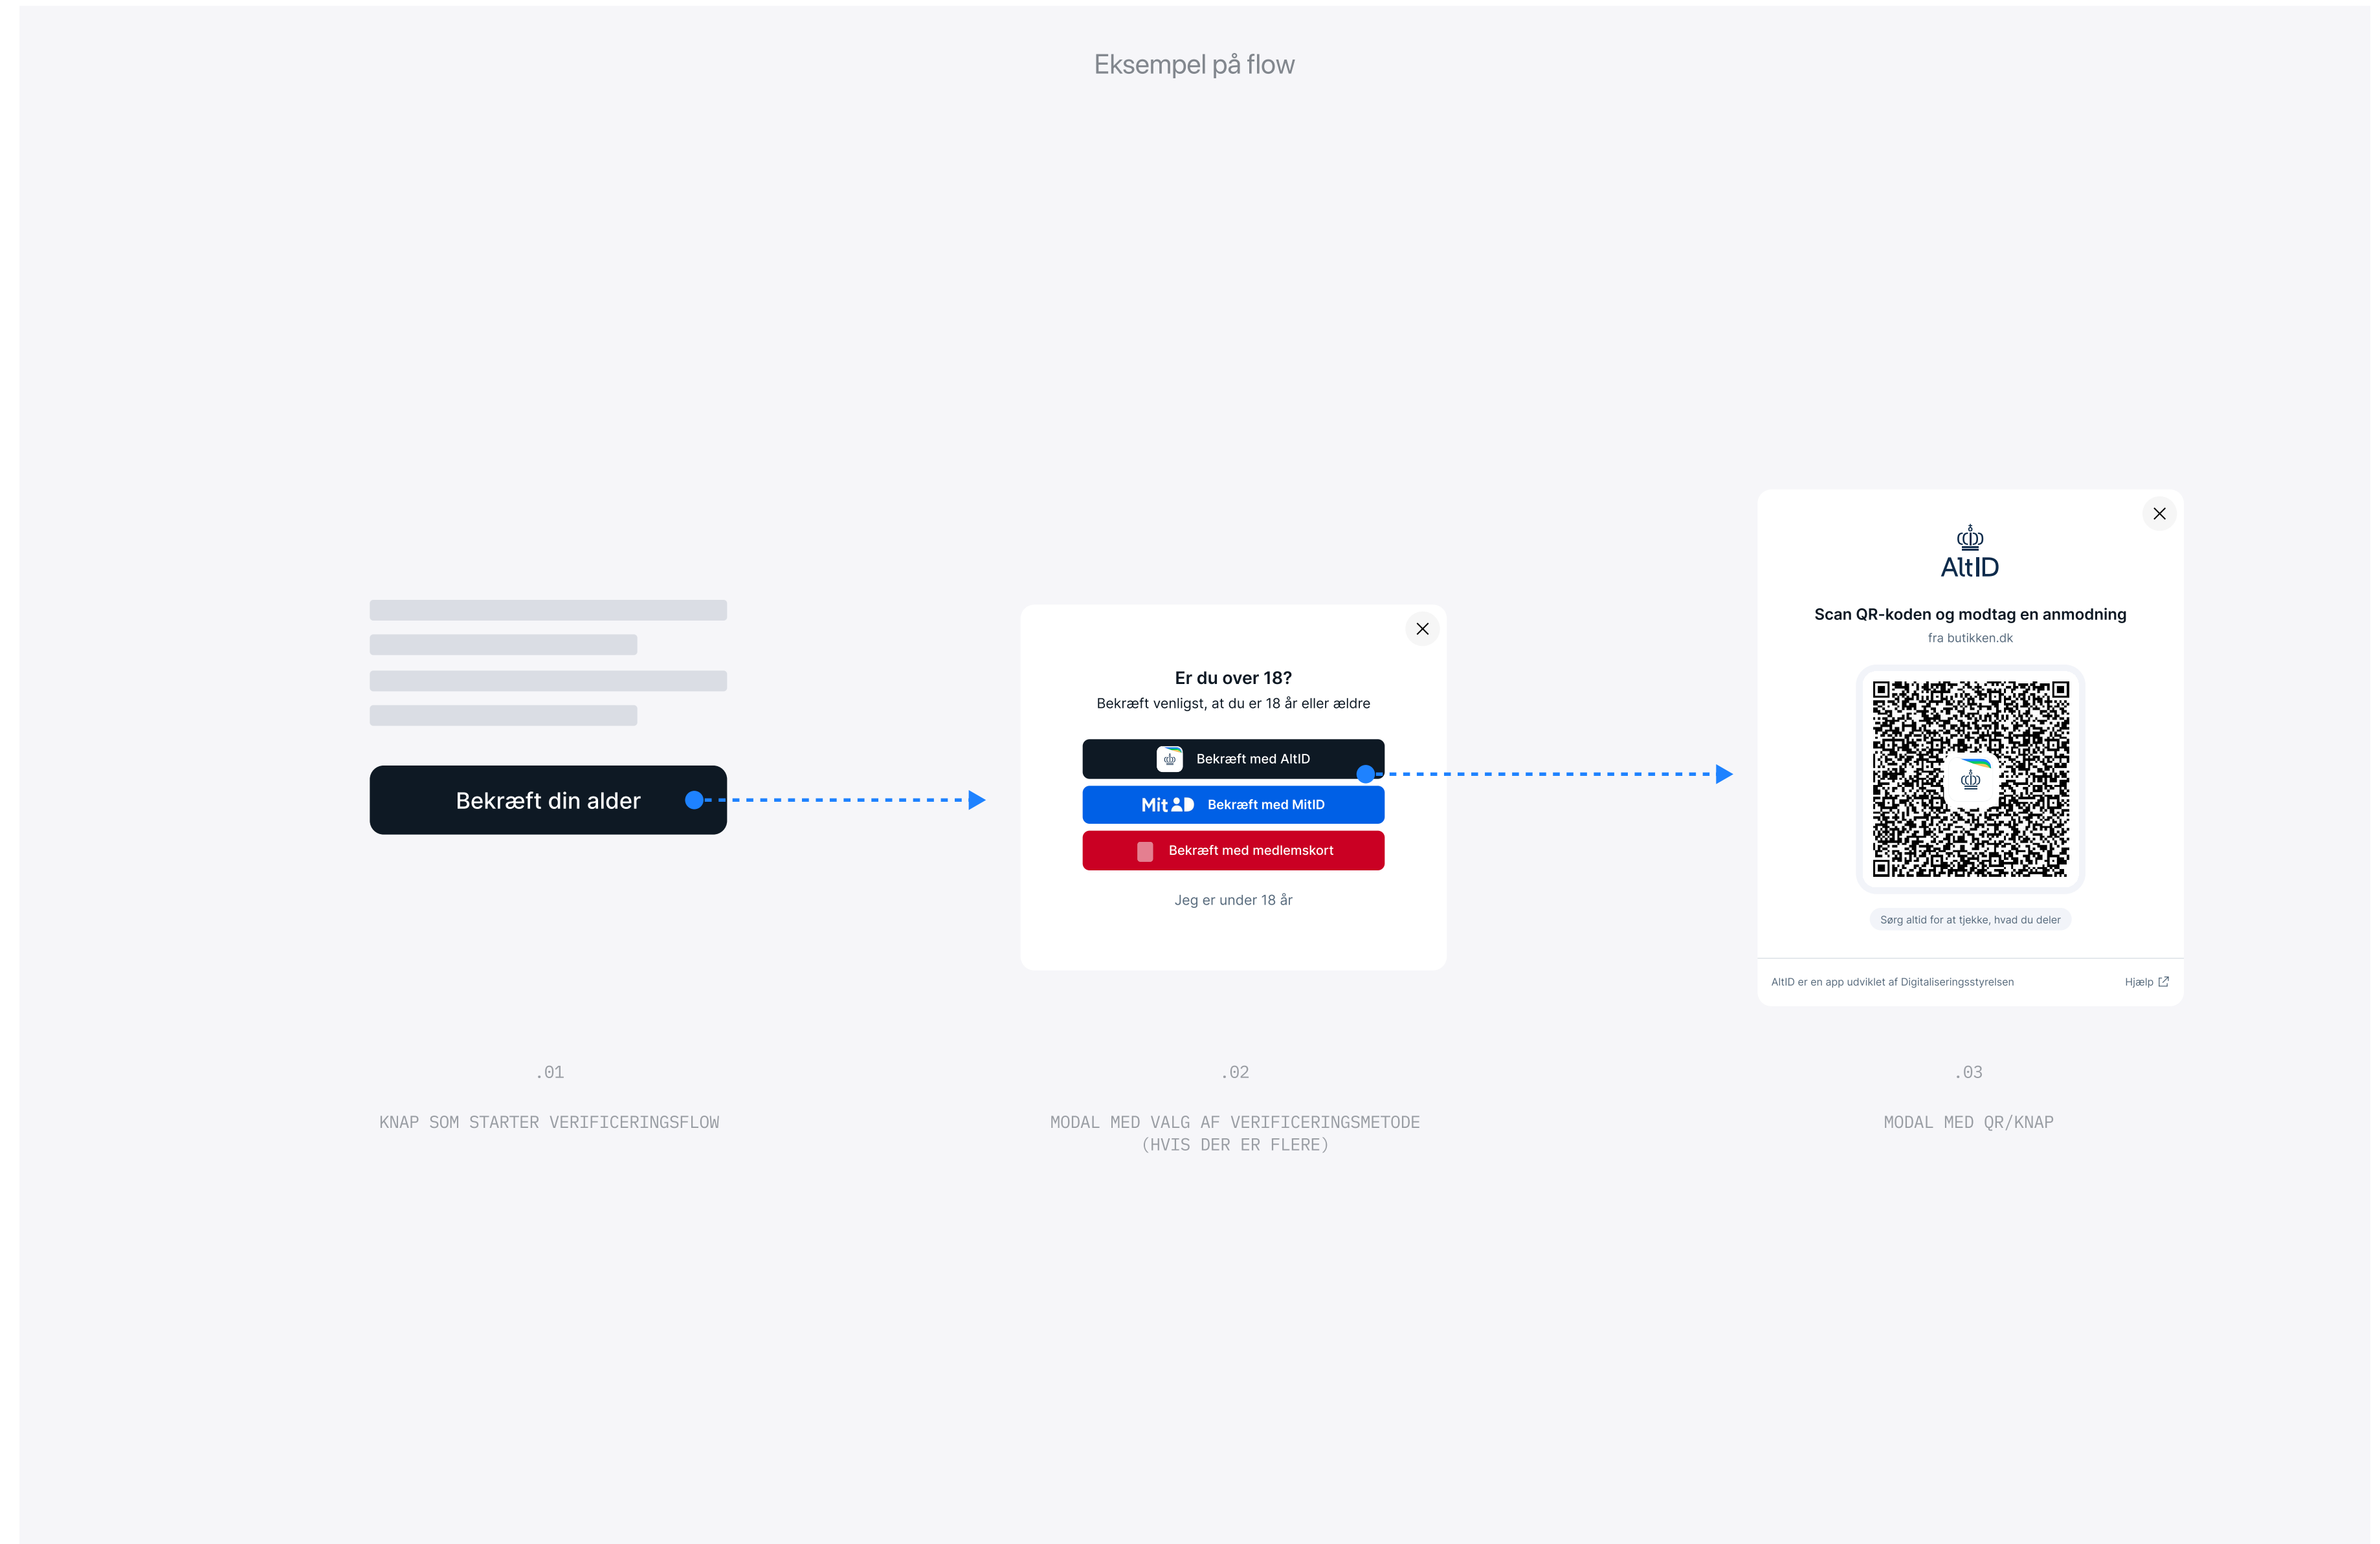 Eksempel på flow
Bekræft din alder
.01
KNAP SOM STARTER VERIFICERINGSFLOW
Er du over 18?
Bekræft venligst, at du er 18 år eller ældre
Bekræft med AltID
Mit ID Bekræft med MitID
Bekræft med medlemskort
Jeg er under 18 år
.02
MODAL MED VALG AF VERIFICERINGSMETODE
(HVIS DER ER FLERE)
AltID
Scan QR-koden og modtag en anmodning
fra butikken.dk
Sørg altid for at tjekke, hvad du deler
AltID er en app udviklet af Digitaliseringsstyrelsen
Hjælp
.03
MODAL MED QR/KNAP